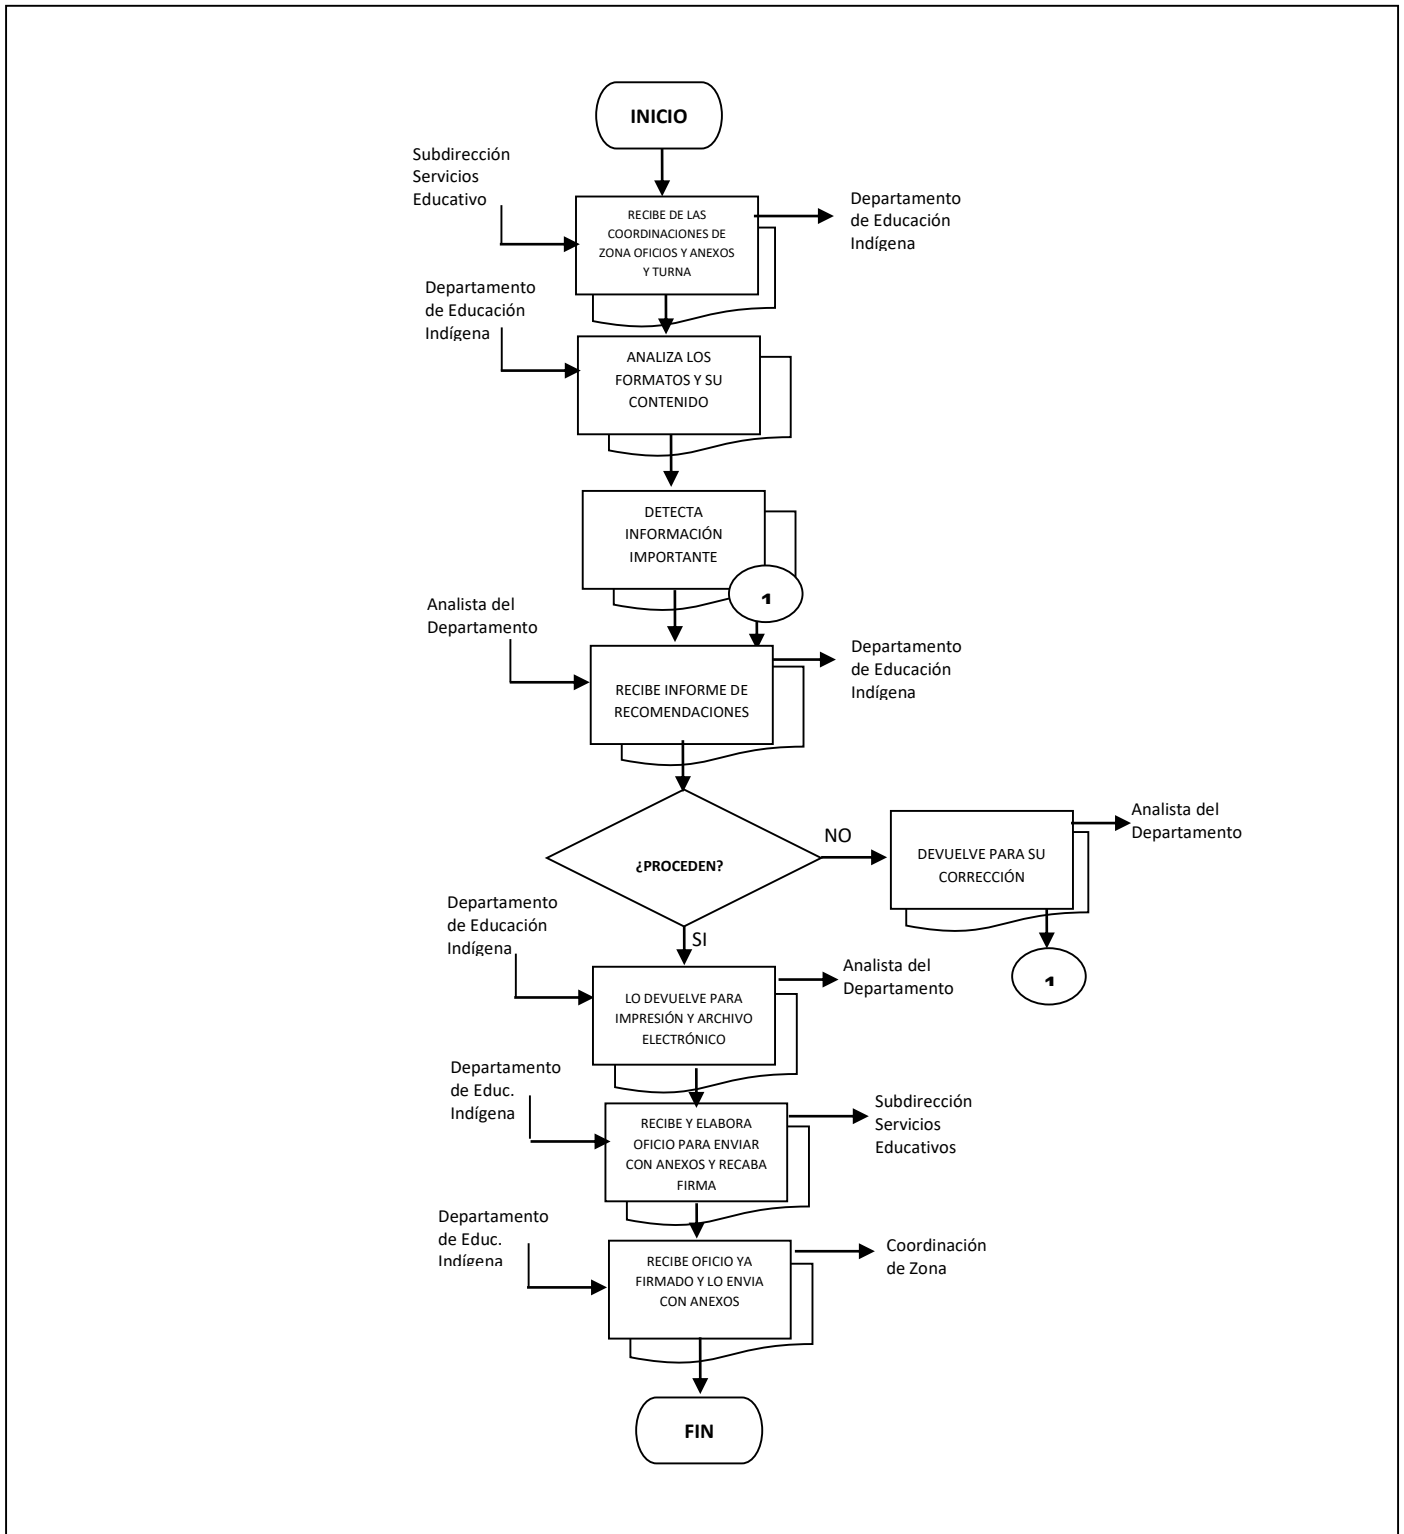 INICIO
Subdirección
Servicios
Educativo
RECIBE DE LAS
COORDINACIONES DE
ZONA OFICIOS Y ANEXOS
Y TURNA
Departamento
de Educación
Indígena
Departamento
de Educación
Indígena
ANALIZA LOS
FORMATOS Y SU
CONTENIDO
DETECTA
INFORMACIÓN
IMPORTANTE
1
Analista del
Departamento
RECIBE INFORME DE
RECOMENDACIONES
Departamento
de Educación
Indígena
¿PROCEDEN?
NO
DEVUELVE PARA SU
CORRECCIÓN
Analista del
Departamento
1
SI
Departamento
de Educación
Indígena
LO DEVUELVE PARA
IMPRESIÓN Y ARCHIVO
ELECTRÓNICO
Analista del
Departamento
Departamento
de Educ.
Indígena
RECIBE Y ELABORA
OFICIO PARA ENVIAR
CON ANEXOS Y RECABA
FIRMA
Subdirección
Servicios
Educativos
Departamento
de Educ.
Indígena
RECIBE OFICIO YA
FIRMADO Y LO ENVIA
CON ANEXOS
Coordinación
de Zona
FIN